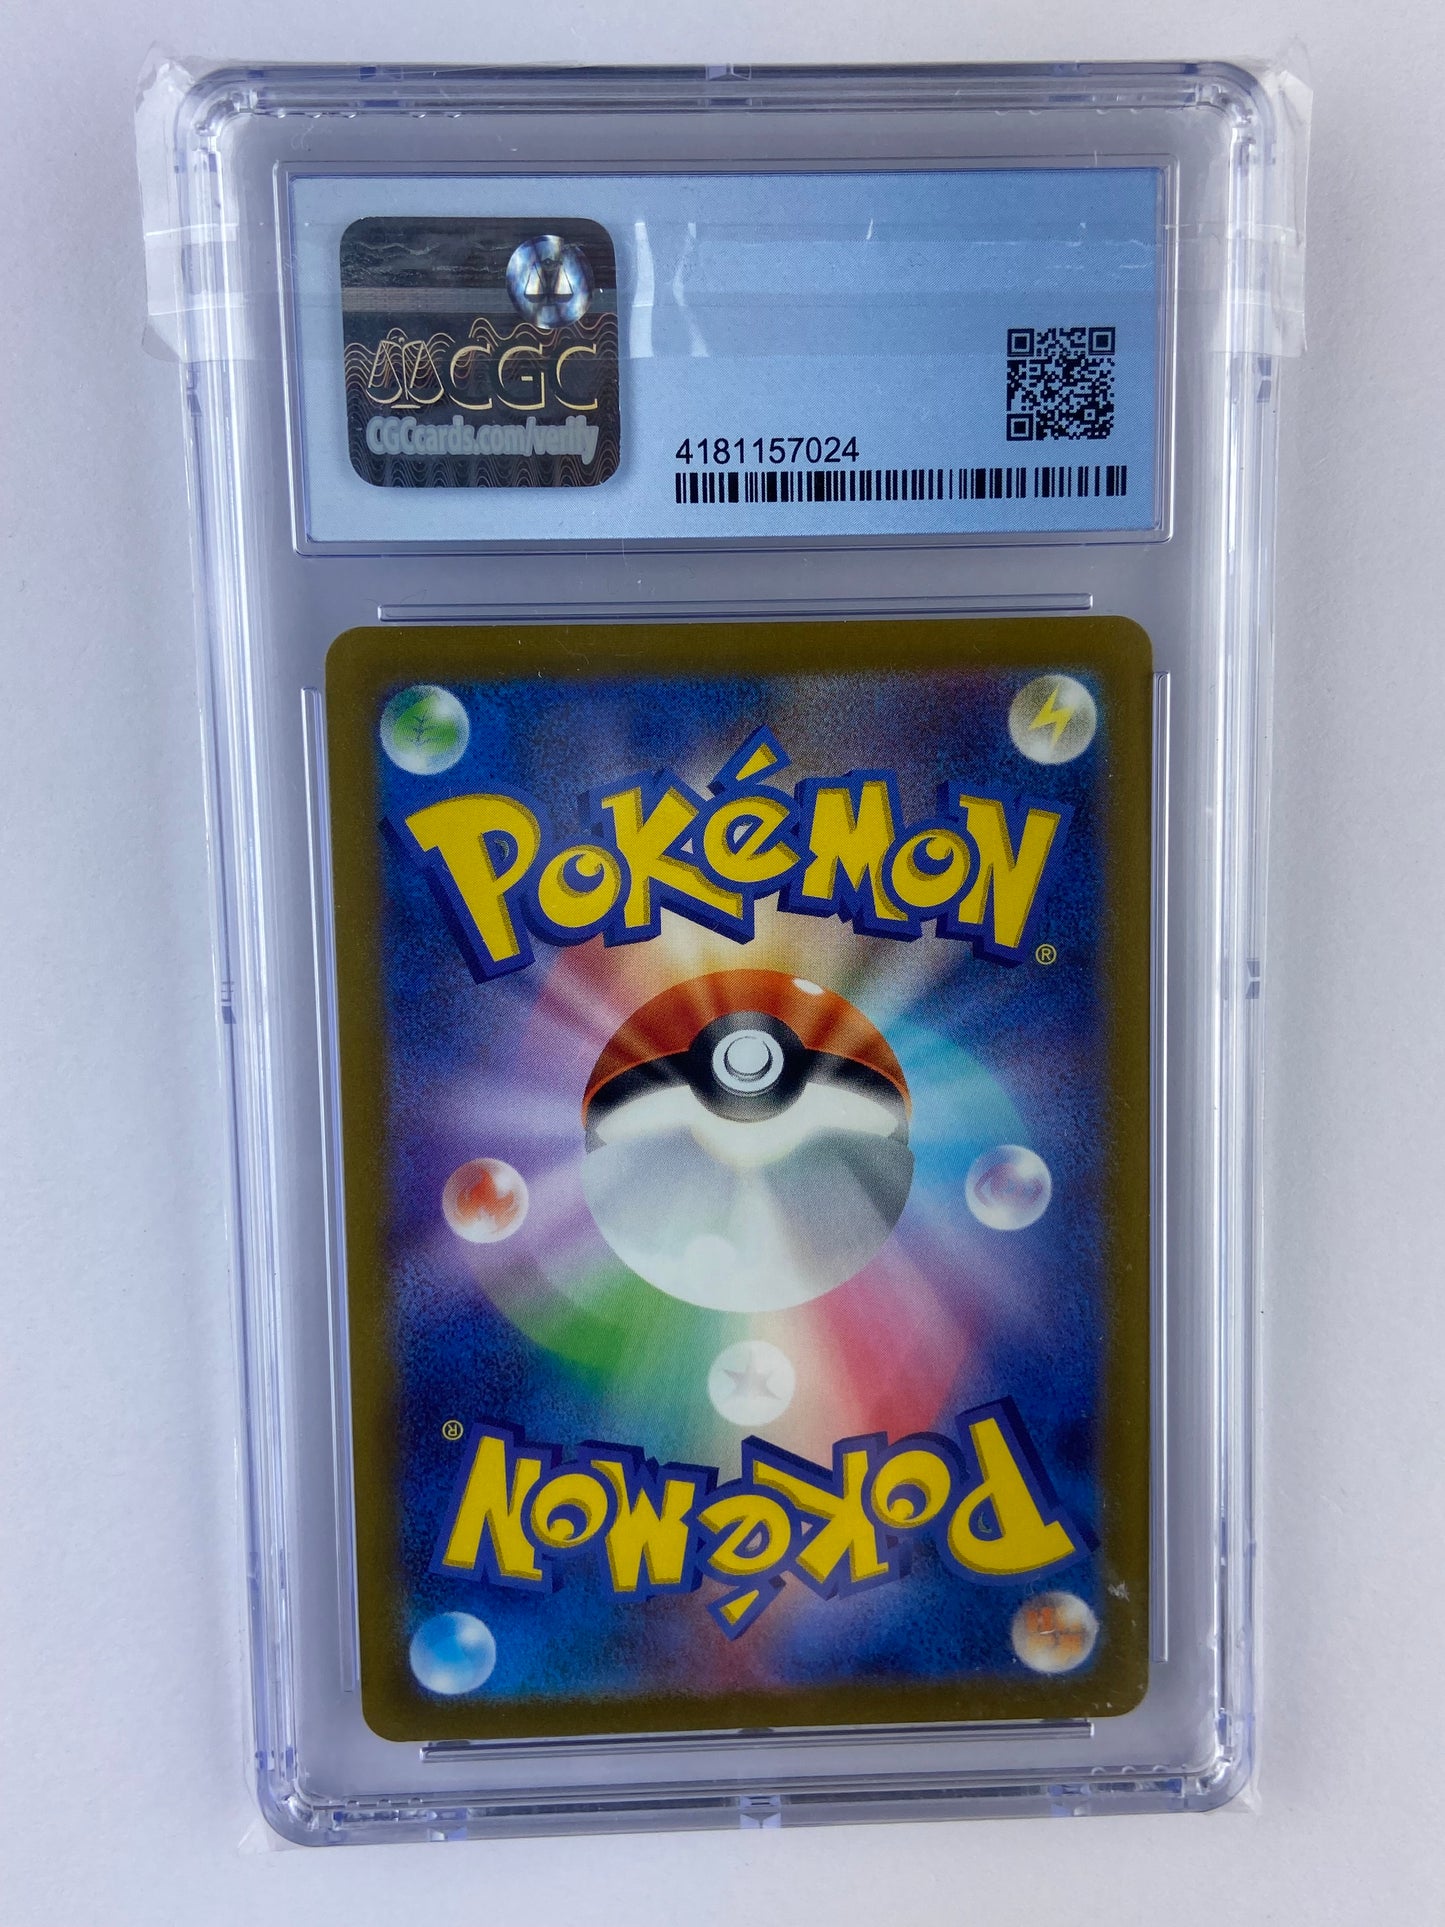 CGC
CGCcards.com/verify
4181157024
POKéMON
®
®
POKéMON